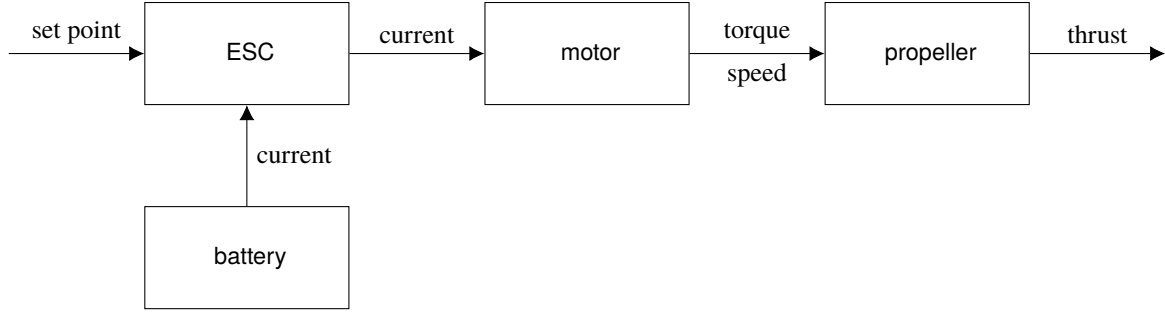 set point
ESC
current
motor
torque
speed
propeller
thrust
current
battery